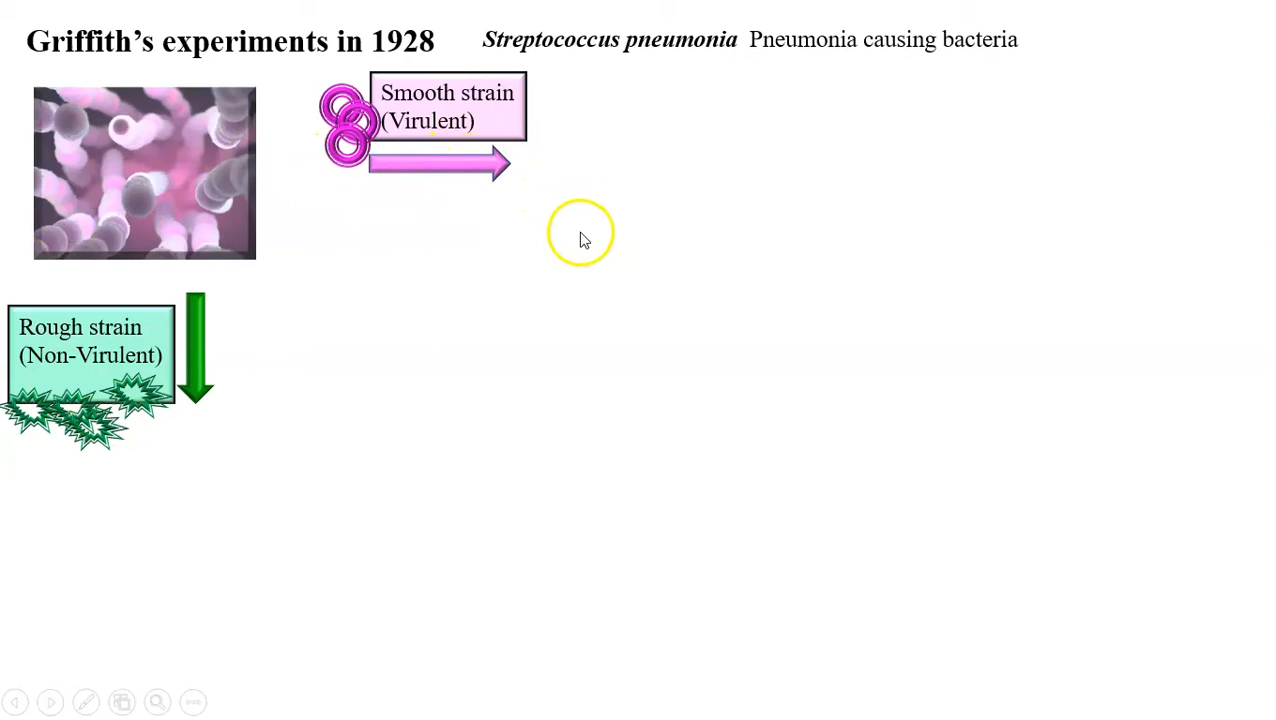 Griffith’s experiments in 1928
Streptococcus pneumonia Pneumonia causing bacteria
Smooth strain
(Virulent)
Rough strain
(Non-Virulent)